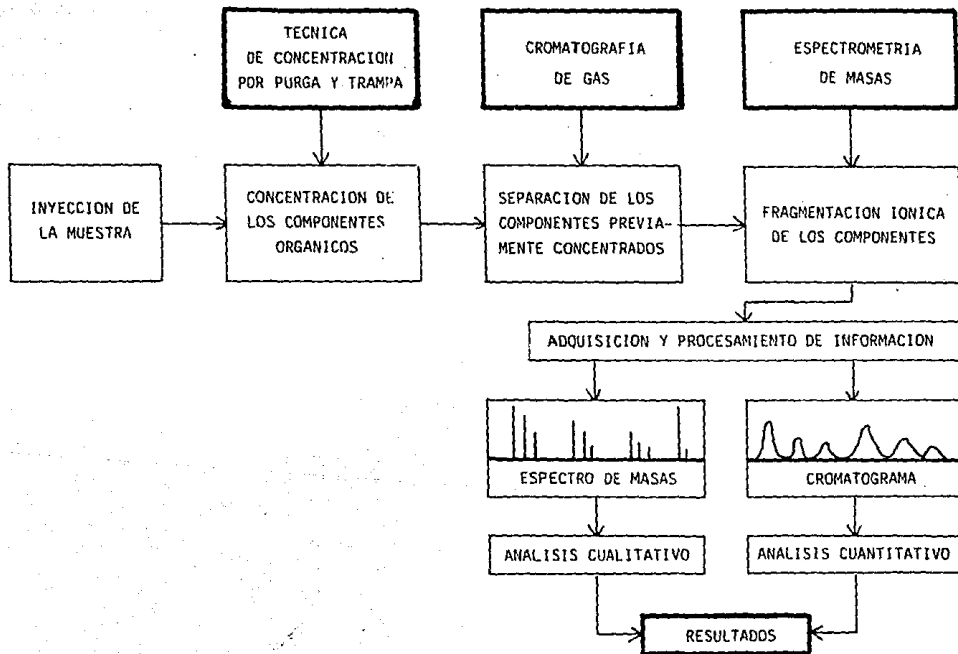 TECNICA
DE CONCENTRACION
POR PURGA Y TRAMPA
CROMATOGRAFIA
DE GAS
ESPECTROMETRIA
DE MASAS
INYECCION DE
LA MUESTRA
CONCENTRACION DE
LOS COMPONENTES
ORGANICOS
SEPARACION DE LOS
COMPONENTES PREVIA-
MENTE CONCENTRADOS
FRAGMENTACION IONICA
DE LOS COMPONENTES
ADQUISICION Y PROCESAMIENTO DE INFORMACION
ESPECTRO DE MASAS
CROMATOGRAMA
ANALISIS CUALITATIVO
ANALISIS CUANTITATIVO
RESULTADOS